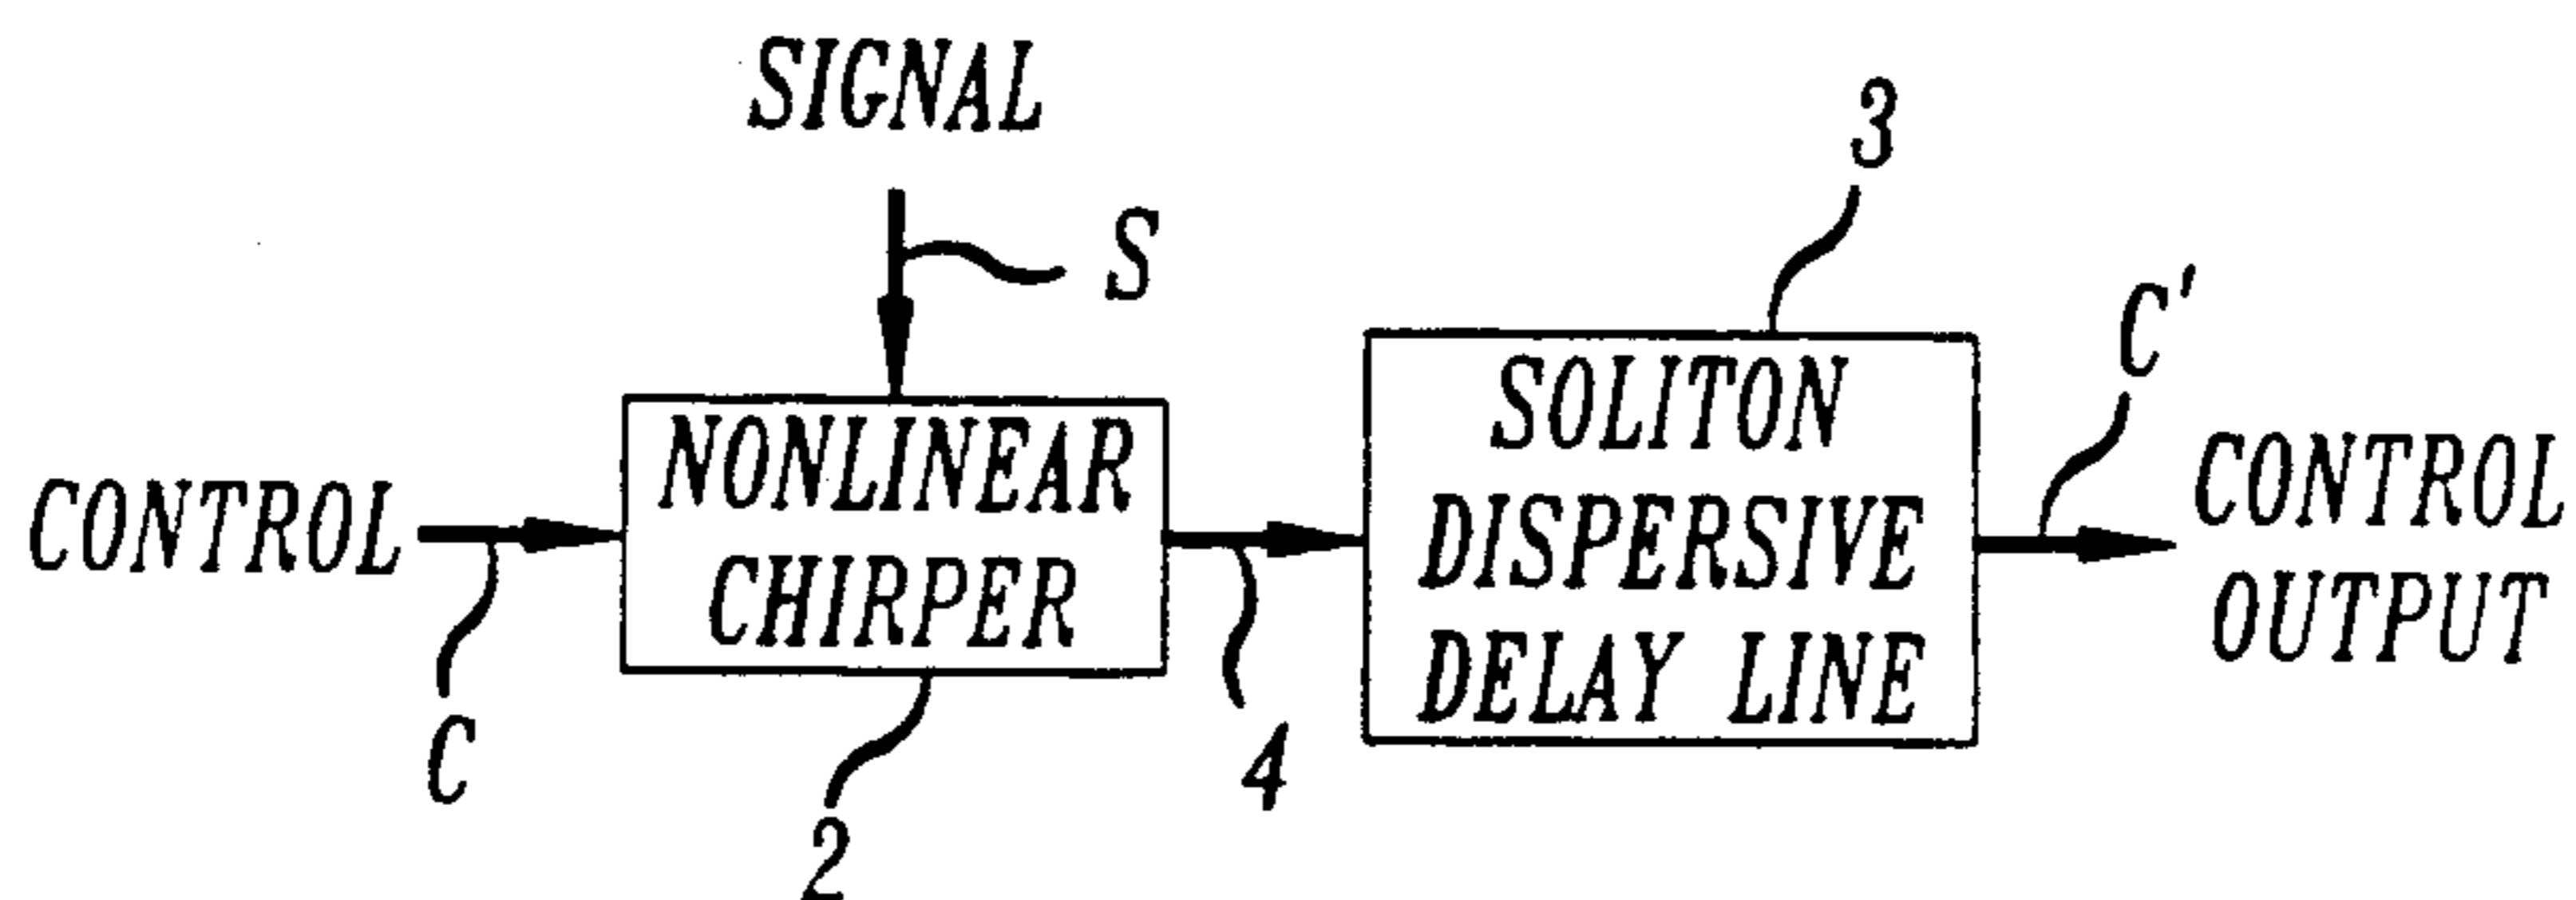 SIGNAL
S
3
C'
CONTROL
C
NONLINEAR
CHIRPER
2
4
SOLITON
DISPERSIVE
DELAY LINE
CONTROL
OUTPUT